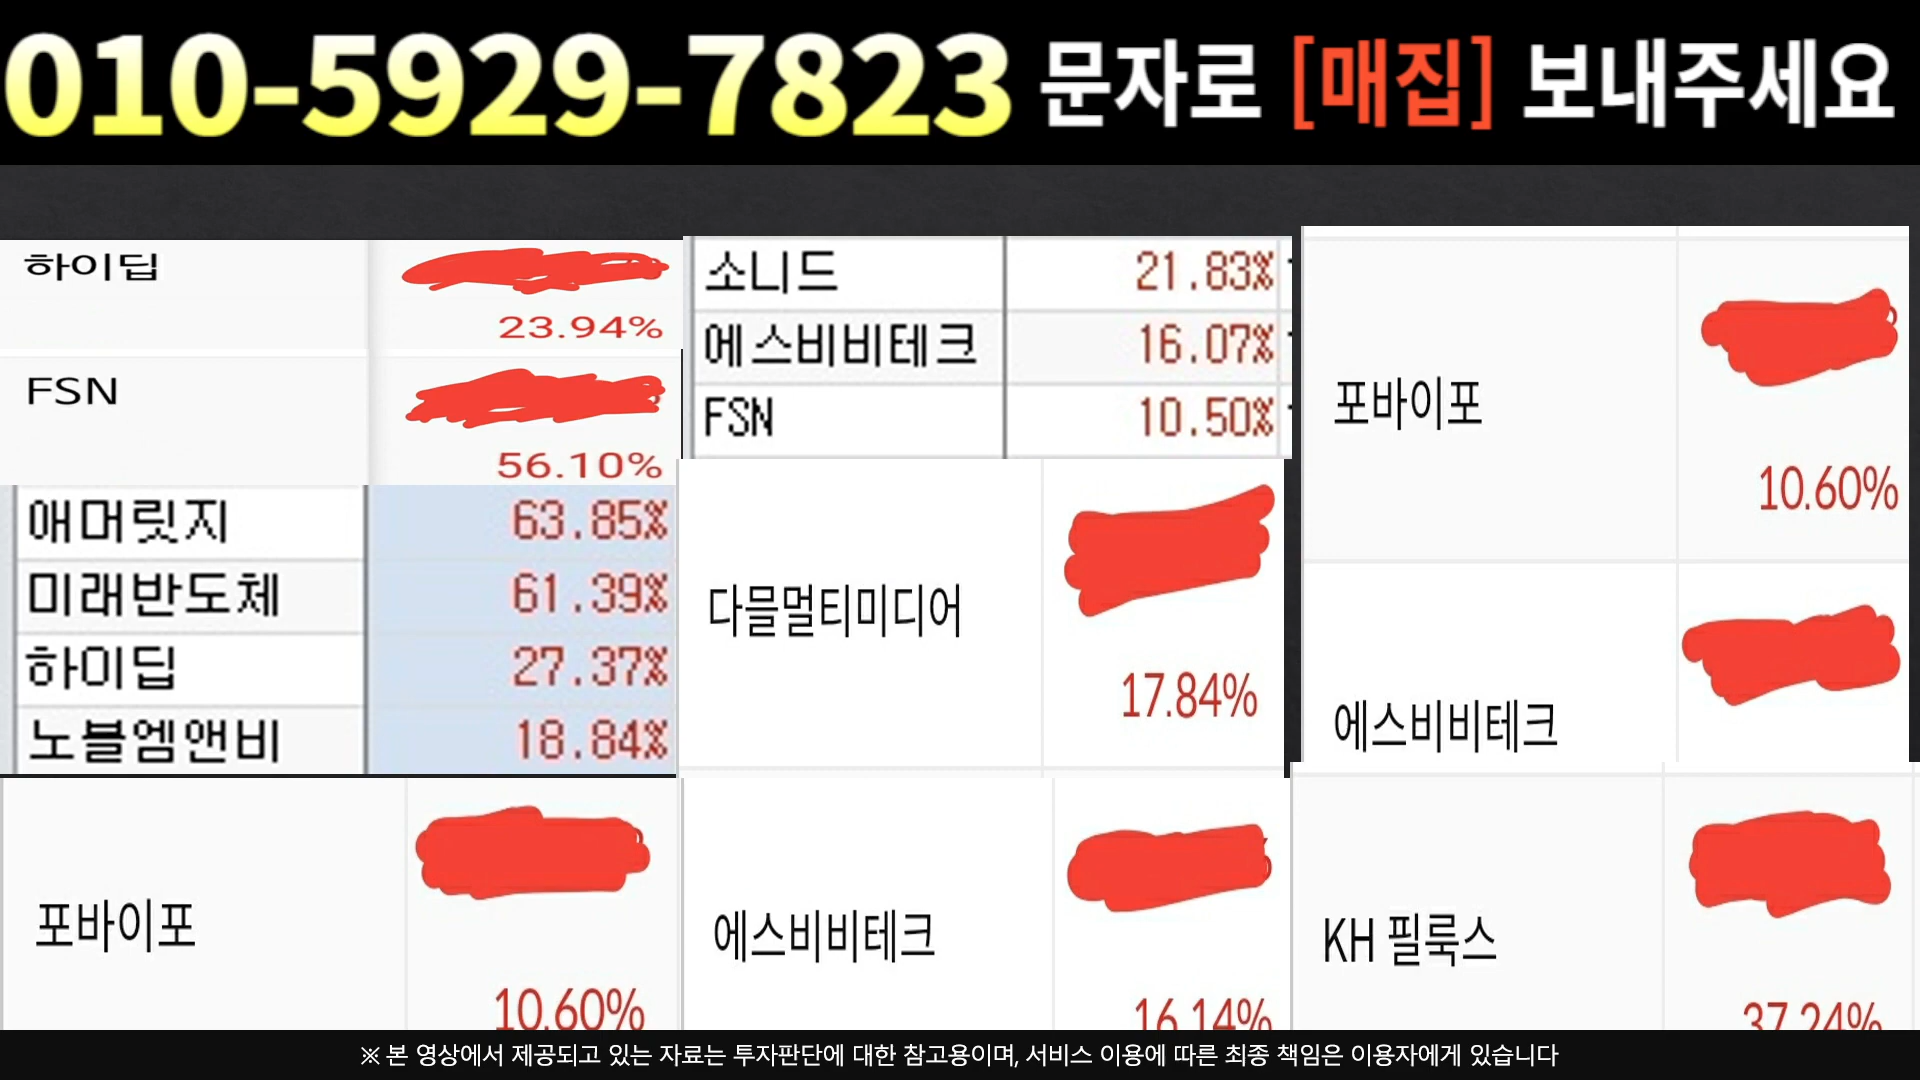 010-5929-7823 문자로 [매집] 보내주세요
하이딥
23.94%
FSN
56.10%
애머릿지 63.85%
미래반도체 61.39%
하이딥 27.37%
노블엠앤비 18.84%
소니드 21.83%
에스비비테크 16.07%
FSN 10.50%
다믈멀티미디어
17.84%
포바이포
10.60%
에스비비테크
포바이포
10.60%
에스비비테크
16.14%
KH 필룩스
37.24%
※ 본 영상에서 제공되고 있는 자료는 투자판단에 대한 참고용이며, 서비스 이용에 따른 최종 책임은 이용자에게 있습니다